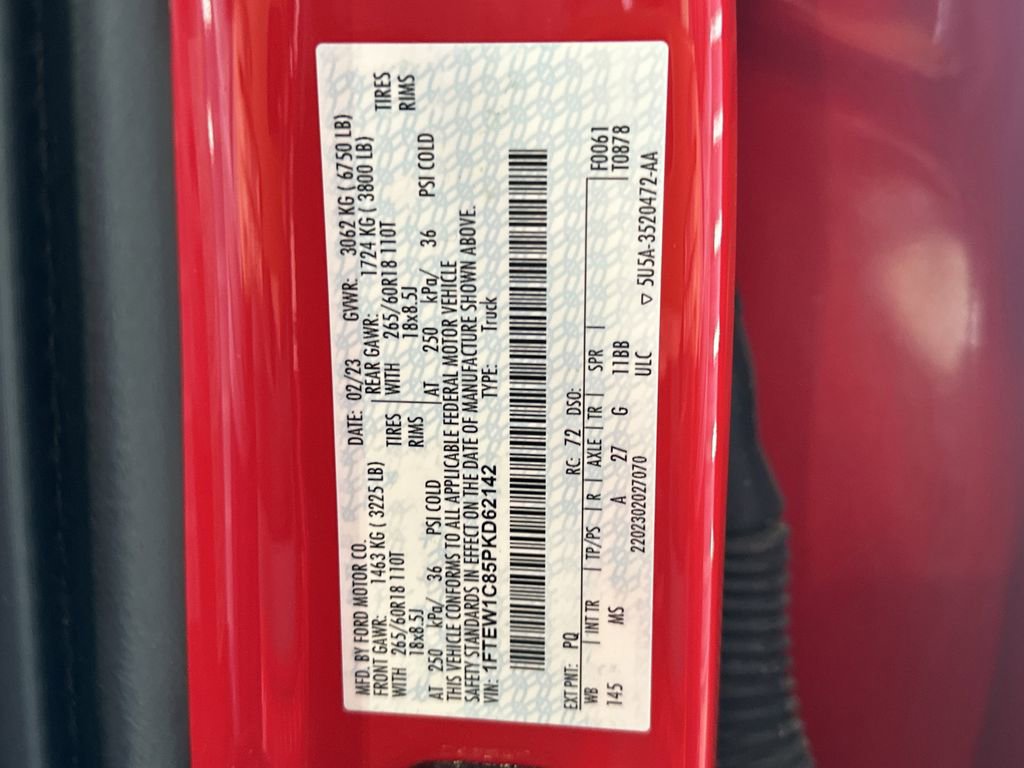 MFD. BY FORD MOTOR CO. DATE: 02/23 GVWR: 3062 KG ( 6750 LB)
FRONT GAWR: 1463 KG ( 3225 LB) REAR GAWR: 1724 KG ( 3800 LB)
WITH 265/60R18 110T TIRES WITH 265/60R18 110T TIRES
18x8.5J RIMS 18x8.5J RIMS
AT 250 kPa/ 36 PSI COLD AT 250 kPa/ 36 PSI COLD
THIS VEHICLE CONFORMS TO ALL APPLICABLE FEDERAL MOTOR VEHICLE
SAFETY STANDARDS IN EFFECT ON THE DATE OF MANUFACTURE SHOWN ABOVE.
VIN: 1FTEW1C85PKD62142 TYPE: Truck
EXT PNT: PQ RC: 72 DSO: F0061
WB INT TR TP/PS R AXLE TR SPR T0878
145 MS A 27 G 11BB
2202302027070 ULC ▽ 5U5A-3520472-AA